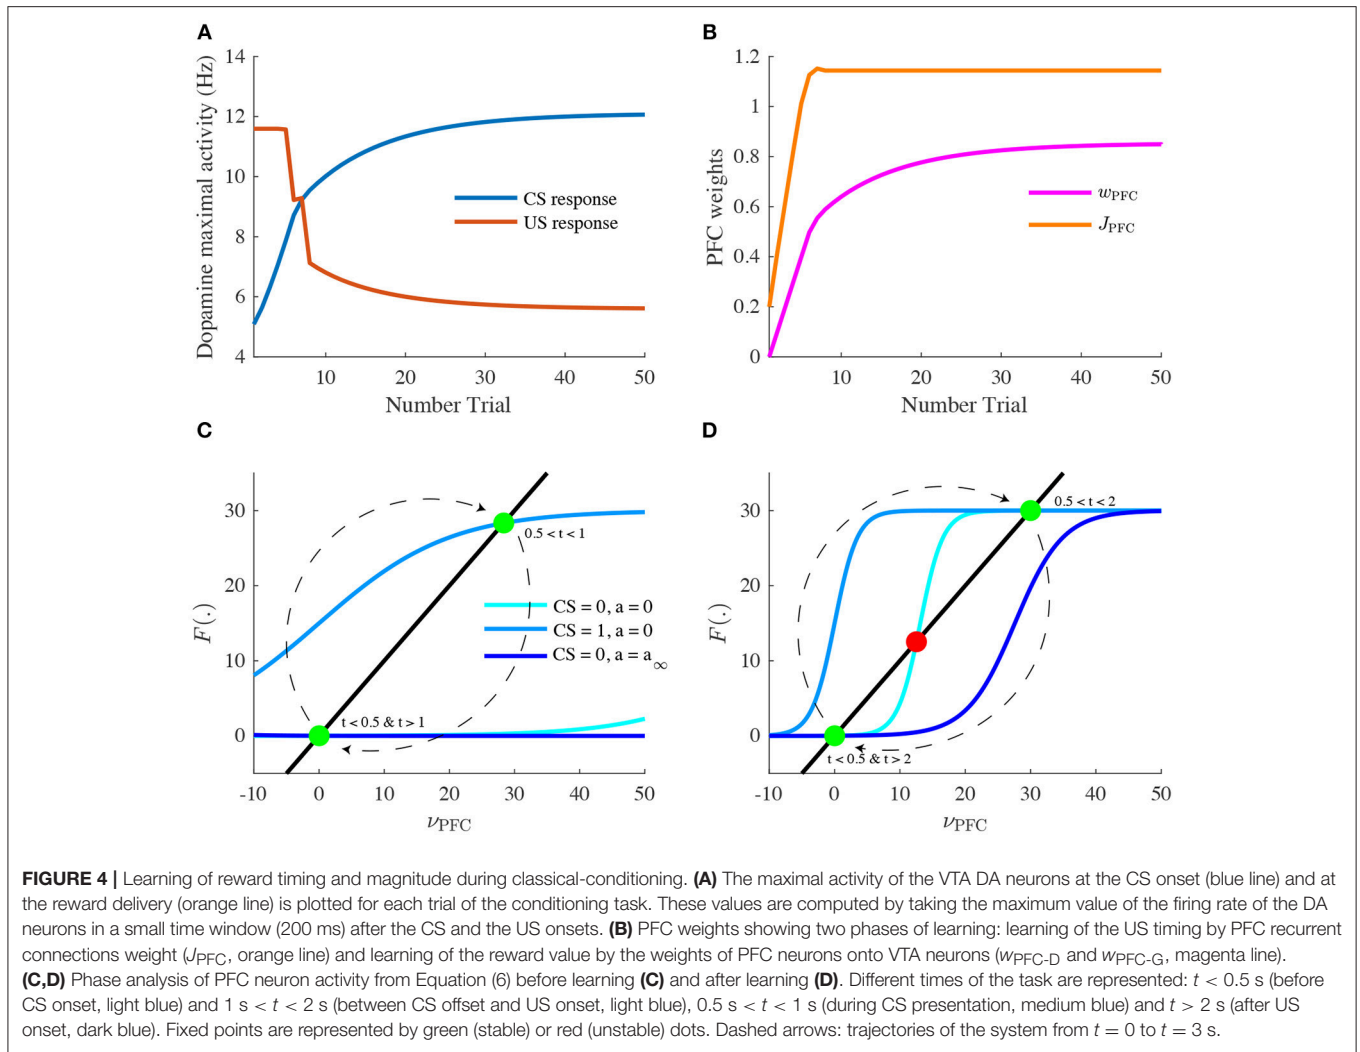 A
Dopamine maximal activity (Hz)
14
12
10
8
6
4
CS response
US response
10
20
30
40
50
Number Trial
B
PFC weights
1.2
1
0.8
0.6
0.4
0.2
0
wPFC
JPFC
10
20
30
40
50
Number Trial
C
F(.)
30
20
10
0
0.5 < t < 1
CS = 0, a = 0
CS = 1, a = 0
CS = 0, a = a∞
t < 0.5 & t > 1
-10
0
10
20
30
40
50
νPFC
D
F(.)
30
20
10
0
0.5 < t < 2
t < 0.5 & t > 2
-10
0
10
20
30
40
50
νPFC
FIGURE 4 | Learning of reward timing and magnitude during classical-conditioning. (A) The maximal activity of the VTA DA neurons at the CS onset (blue line) and at
the reward delivery (orange line) is plotted for each trial of the conditioning task. These values are computed by taking the maximum value of the firing rate of the DA
neurons in a small time window (200 ms) after the CS and the US onsets. (B) PFC weights showing two phases of learning: learning of the US timing by PFC recurrent
connections weight (JPFC, orange line) and learning of the reward value by the weights of PFC neurons onto VTA neurons (wPFC-D and wPFC-G, magenta line).
(C,D) Phase analysis of PFC neuron activity from Equation (6) before learning (C) and after learning (D). Different times of the task are represented: t < 0.5 s (before
CS onset, light blue) and 1 s < t < 2 s (between CS offset and US onset, light blue), 0.5 s < t < 1 s (during CS presentation, medium blue) and t > 2 s (after US
onset, dark blue). Fixed points are represented by green (stable) or red (unstable) dots. Dashed arrows: trajectories of the system from t = 0 to t = 3 s.